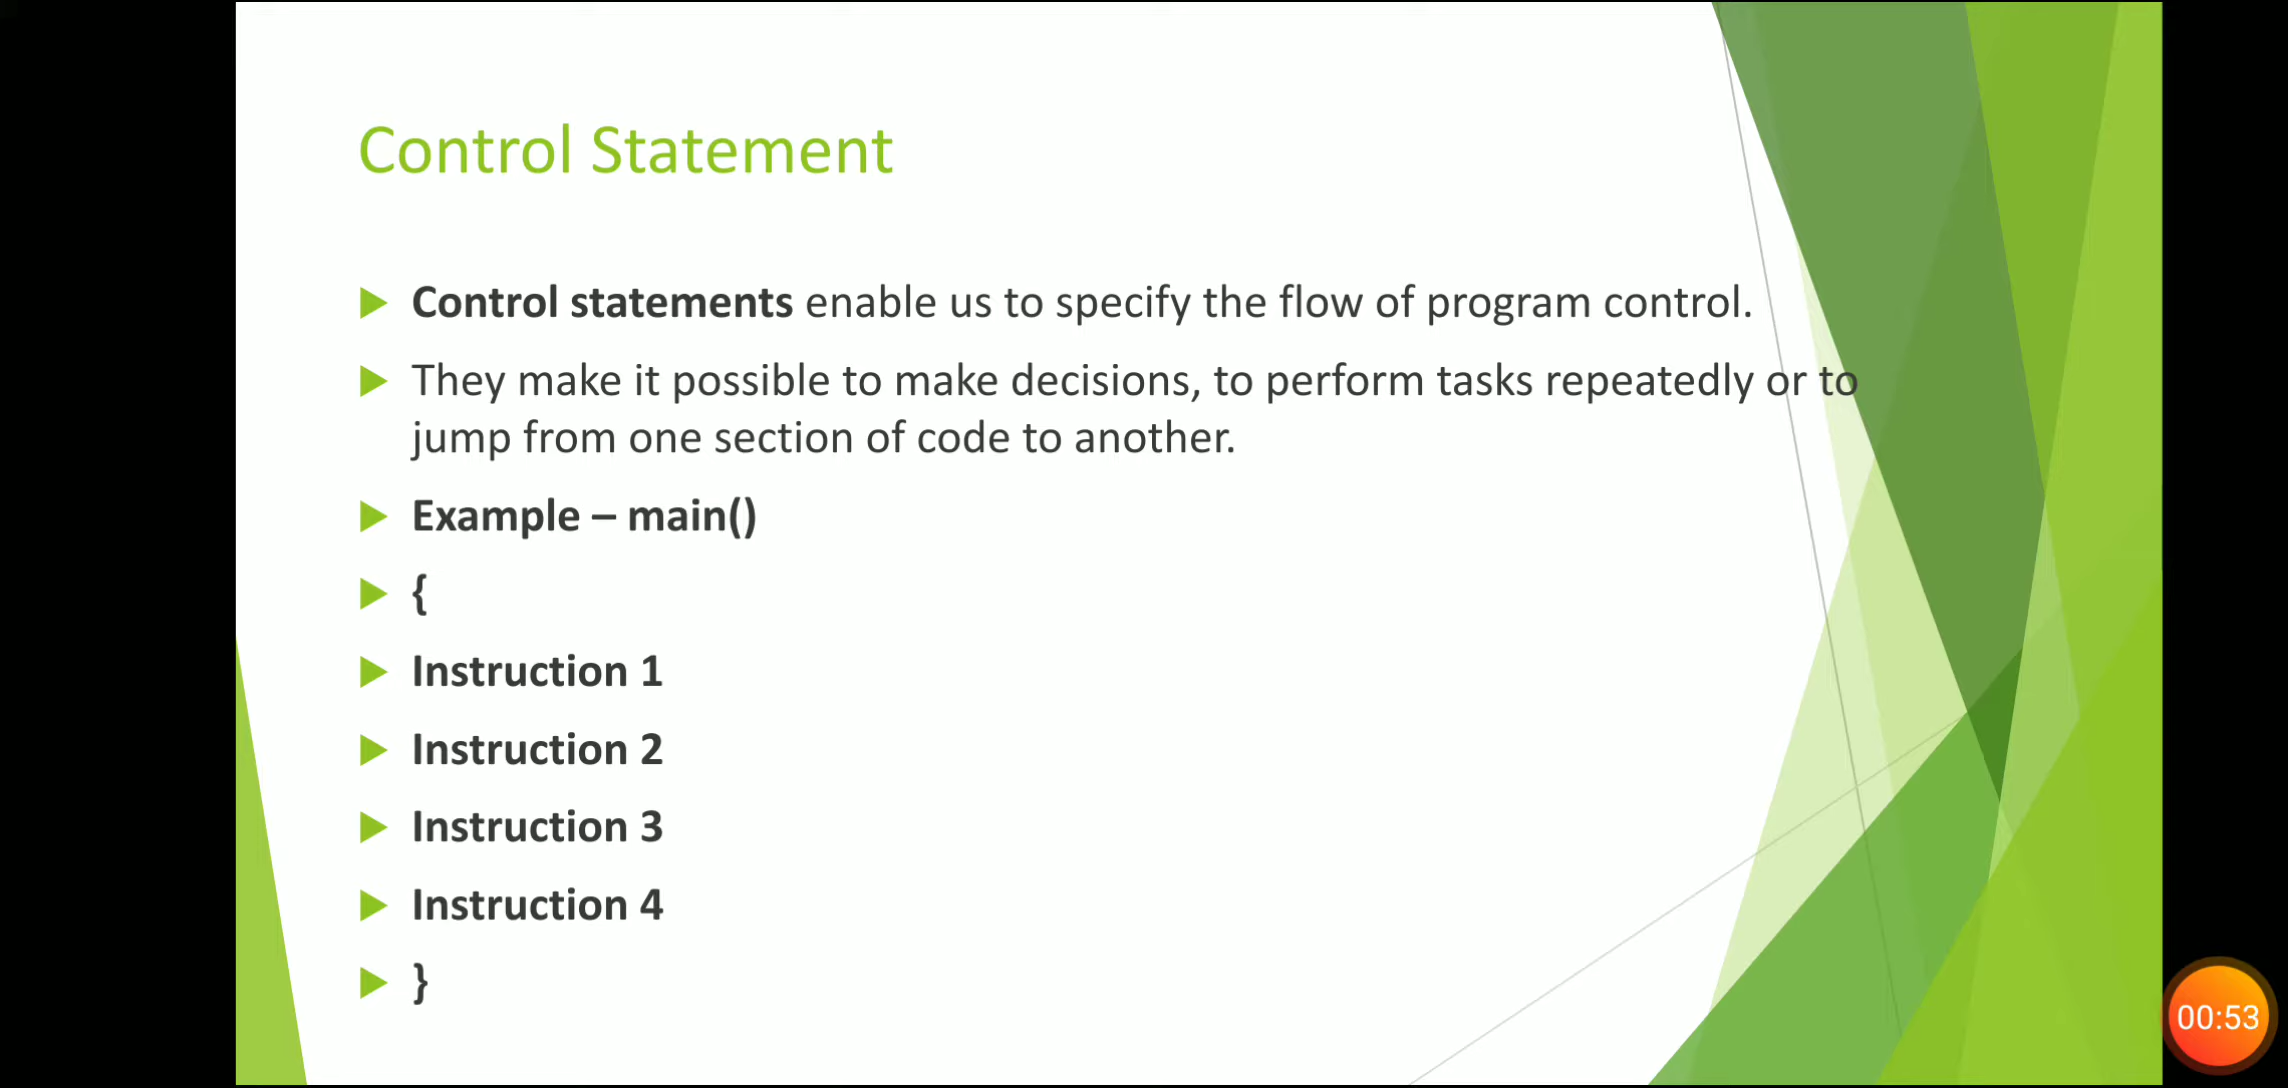 Control Statement
Control statements enable us to specify the flow of program control.
They make it possible to make decisions, to perform tasks repeatedly or to
jump from one section of code to another.
Example – main()
{
Instruction 1
Instruction 2
Instruction 3
Instruction 4
}
00:53